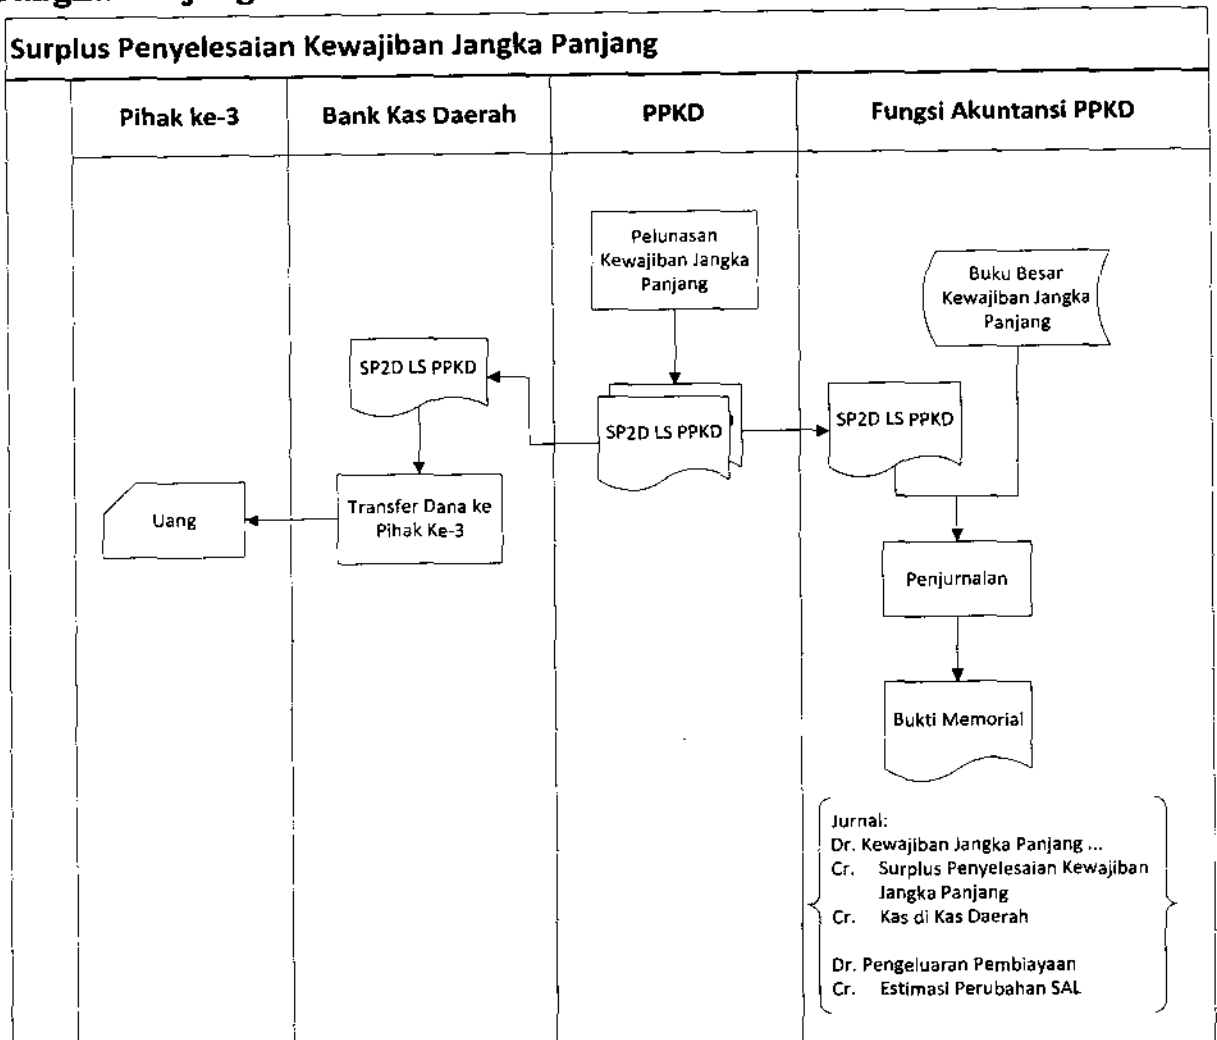 Surplus Penyelesaian Kewajiban Jangka Panjang
Pihak ke-3
Bank Kas Daerah
PPKD
Fungsi Akuntansi PPKD
Pelunasan
Kewajiban Jangka
Panjang
Buku Besar
Kewajiban Jangka
Panjang
SP2D LS PPKD
SP2D LS PPKD
SP2D LS PPKD
Uang
Transfer Dana ke
Pihak Ke-3
Penjurnalan
Bukti Memorial
Jurnal:
Dr. Kewajiban Jangka Panjang ...
Cr. Surplus Penyelesaian Kewajiban
Jangka Panjang
Cr. Kas di Kas Daerah
Dr. Pengeluaran Pembiayaan
Cr. Estimasi Perubahan SAL